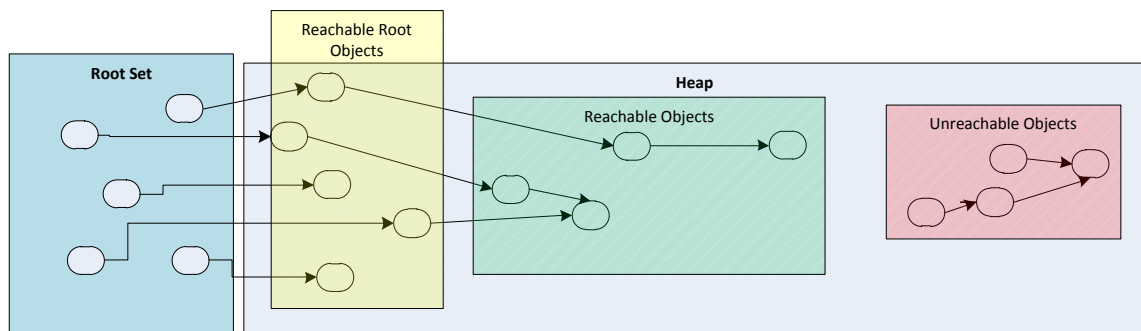 Reachable Root
Objects
Root Set
Heap
Reachable Objects
Unreachable Objects